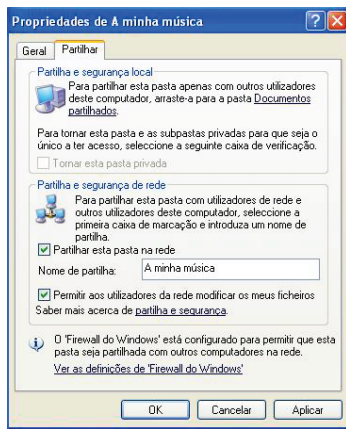 Propriedades de A minha música
Geral Partilhar
Partilha e segurança local
Para partilhar esta pasta apenas com outros utilizadores
deste computador, arraste-a para a pasta Documentos
partilhados.
Para tornar esta pasta e as subpastas privadas para que seja o
único a ter acesso, seleccione a seguinte caixa de verificação.
Tornar esta pasta privada
Partilha e segurança de rede
Para partilhar esta pasta com utilizadores de rede e
outros utilizadores deste computador, seleccione a
primeira caixa de marcação e introduza um nome de
partilha.
Partilhar esta pasta na rede
Nome de partilha: A minha música
Permitir aos utilizadores da rede modificar os meus ficheiros
Saber mais acerca de partilha e segurança.
O 'Firewall do Windows' está configurado para permitir que esta
pasta seja partilhada com outros computadores na rede.
Ver as definições de 'Firewall do Windows'
OK Cancelar Aplicar